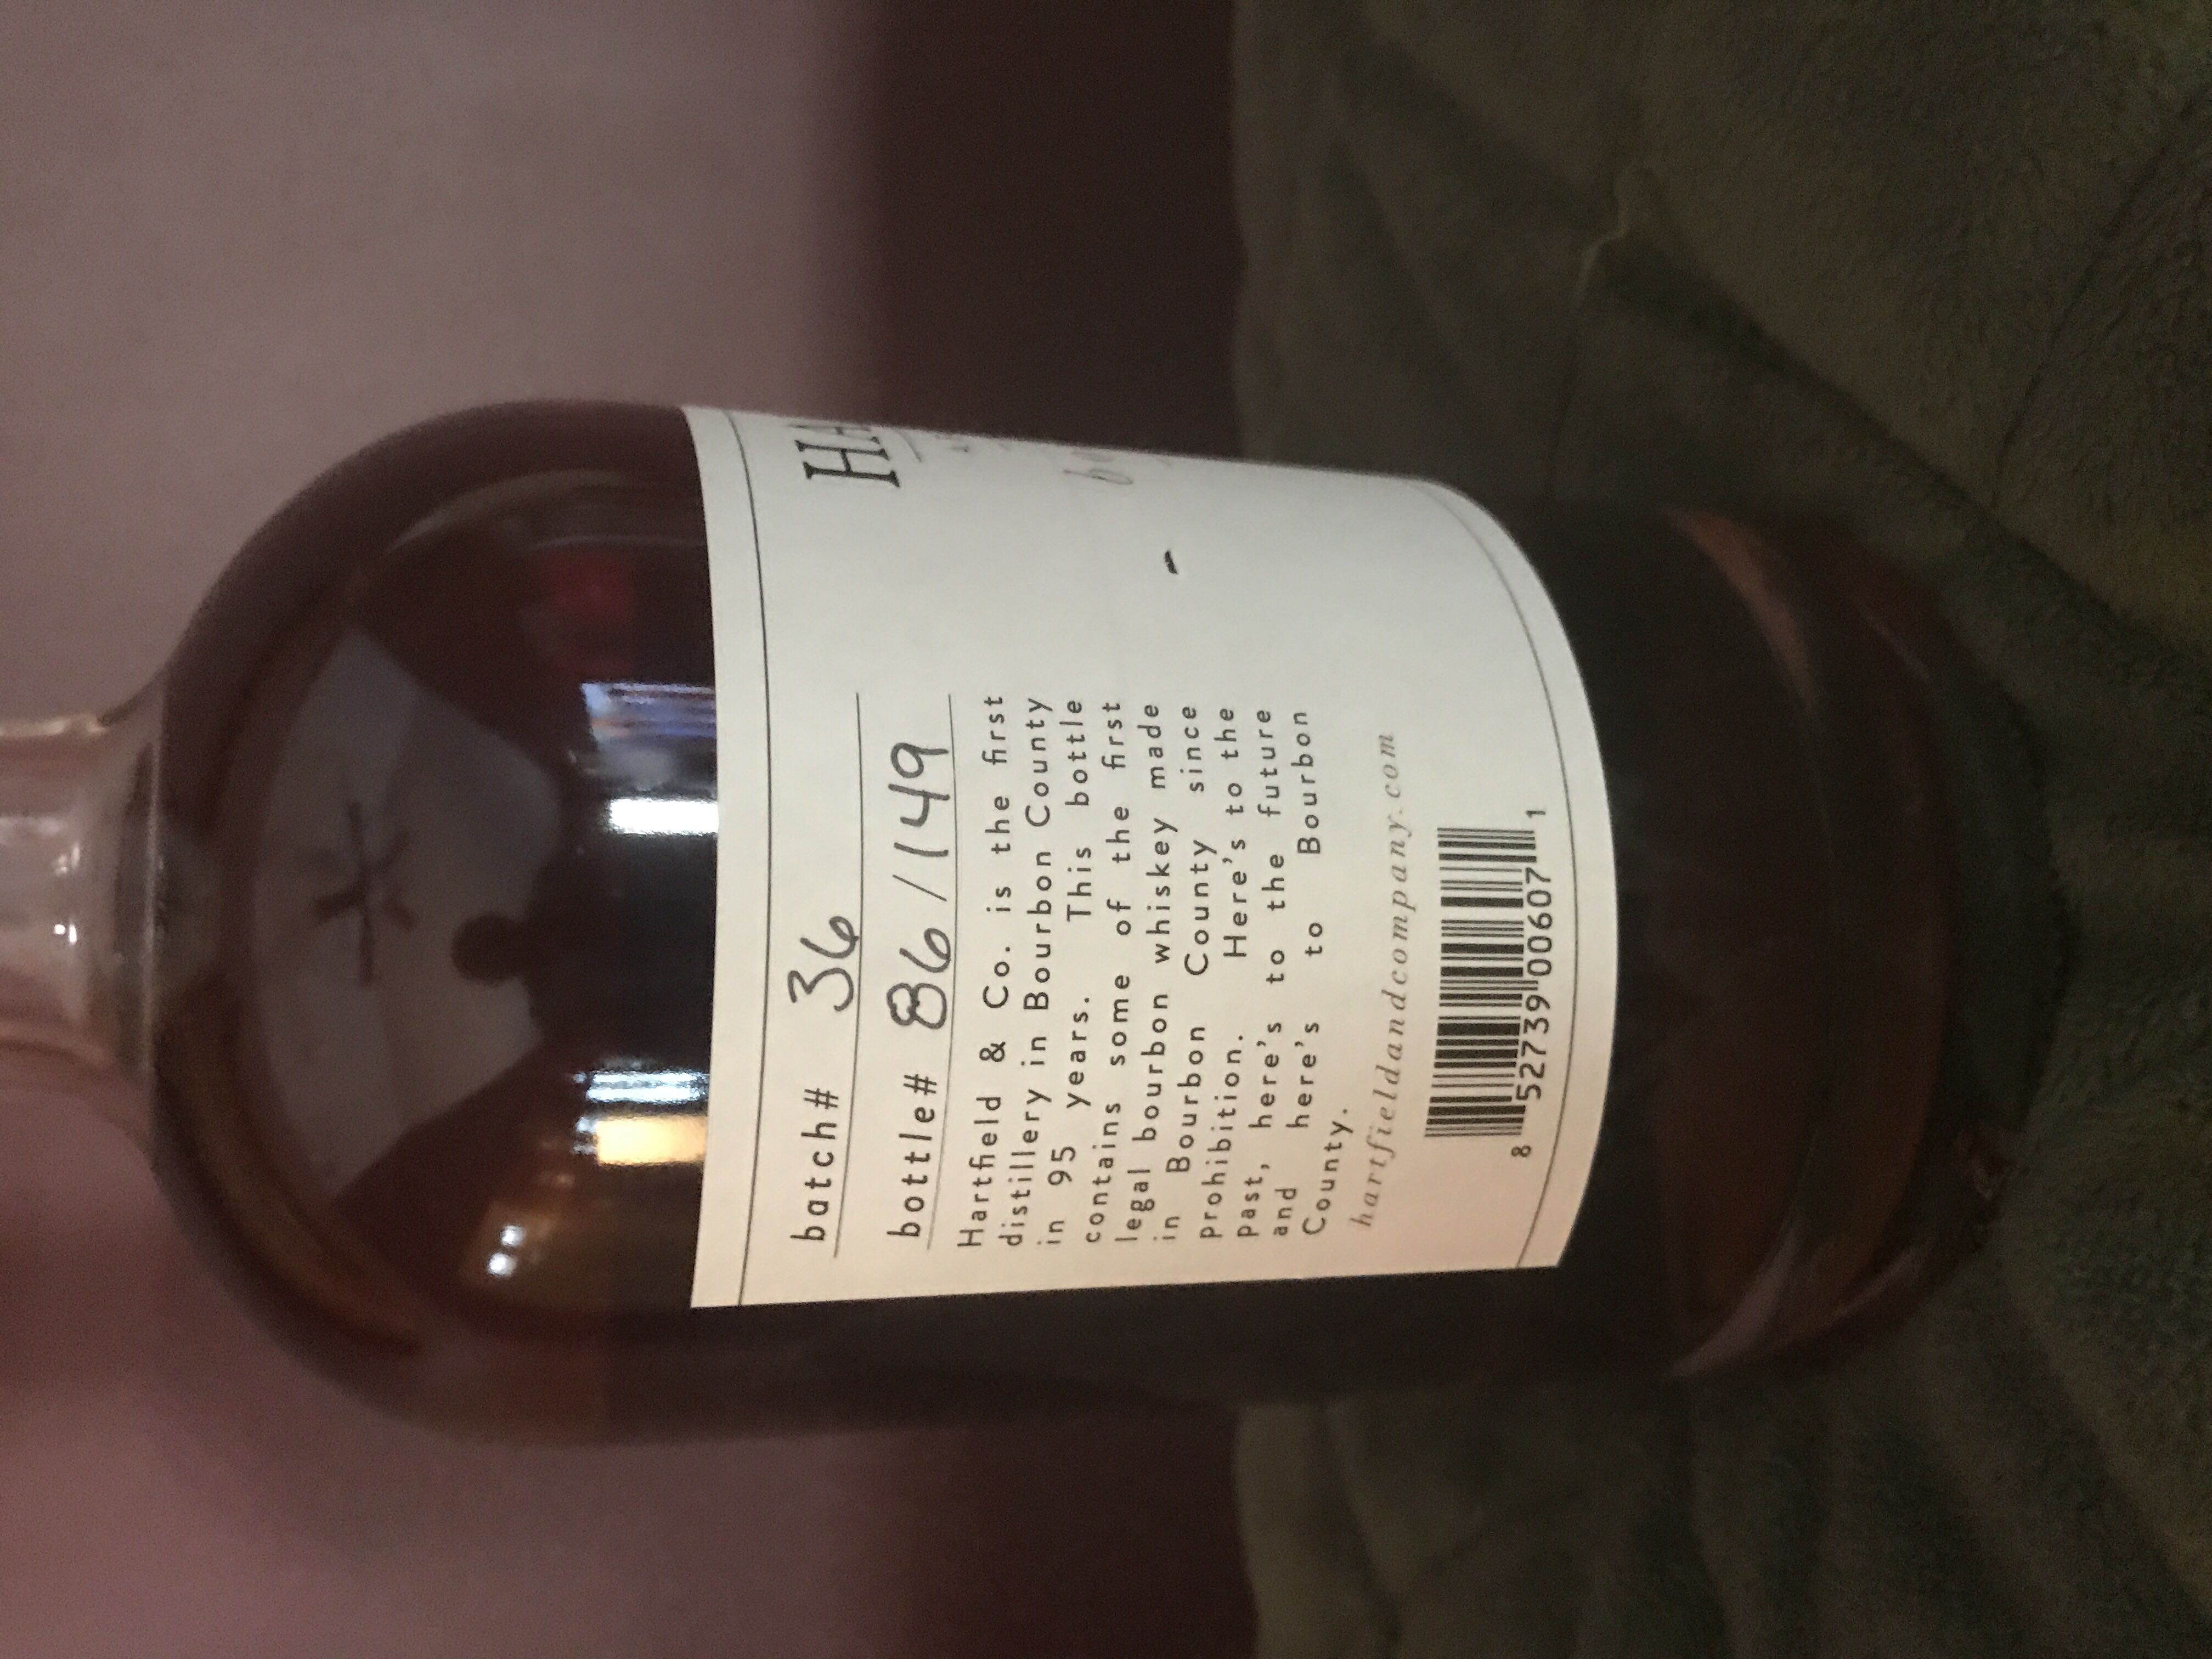 batch# 36
bottle# 86/149
Hartfield & Co. is the first
distillery in Bourbon County
in 95 years. This bottle
contains some of the first
legal bourbon whiskey made
in Bourbon County since
prohibition. Here's to the
past, here's to the future
and here's to Bourbon
County.
hartfieldandcompany.com
8 52739 00607 1